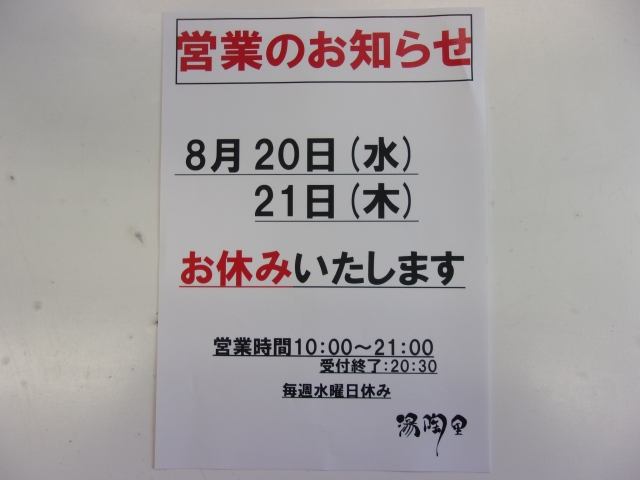 営業のお知らせ
8月20日(水)
21日(木)
お休みいたします
営業時間10:00～21:00
受付終了:20:30
毎週水曜日休み
湯陶里